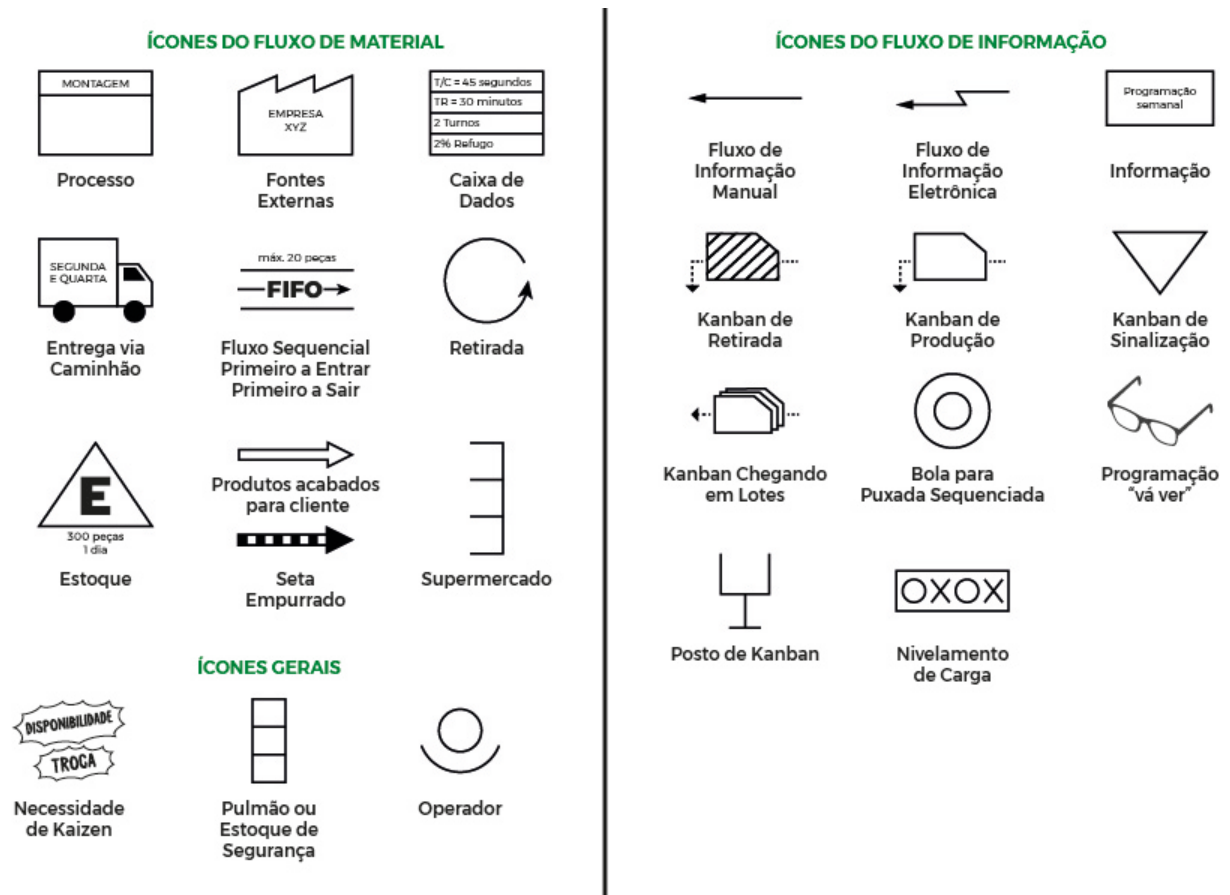 ÍCONES DO FLUXO DE MATERIAL
MONTAGEM
Processo
EMPRESA
XYZ
Fontes
Externas
T/C = 45 segundos
TR = 30 minutos
2 Turnos
2% Refugo
Caixa de
Dados
SEGUNDA
E QUARTA
Entrega via
Caminhão
máx. 20 peças
FIFO
Fluxo Sequencial
Primeiro a Entrar
Primeiro a Sair
Retirada
E
300 peças
1 dia
Estoque
Produtos acabados
para cliente
Seta
Empurrado
Supermercado
ÍCONES GERAIS
DISPONIBILIDADE
TROCA
Necessidade
de Kaizen
Pulmão ou
Estoque de
Segurança
Operador
ÍCONES DO FLUXO DE INFORMAÇÃO
Fluxo de
Informação
Manual
Fluxo de
Informação
Eletrônica
Programação
semanal
Informação
Kanban de
Retirada
Kanban de
Produção
Kanban de
Sinalização
Kanban Chegando
em Lotes
Bola para
Puxada Sequenciada
Programação
“vá ver”
Posto de Kanban
OXOX
Nivelamento
de Carga